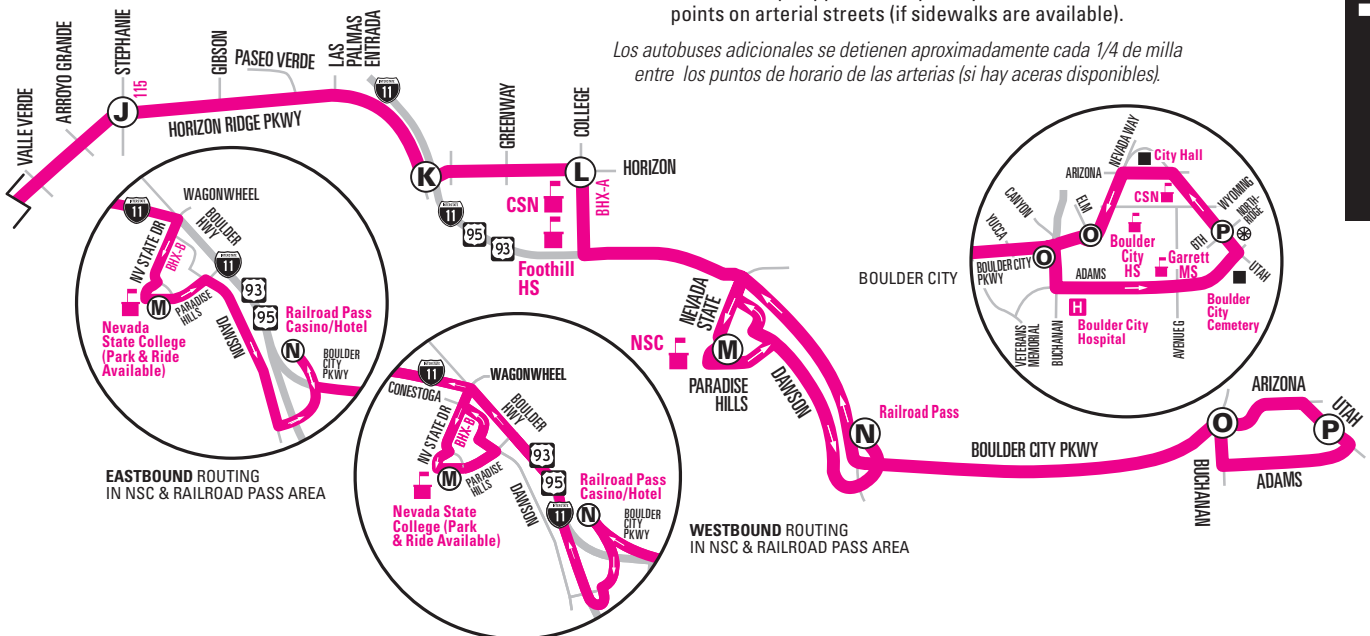 points on arterial streets (if sidewalks are available).
Los autobuses adicionales se detienen aproximadamente cada 1/4 de milla
entre los puntos de horario de las arterias (si hay aceras disponibles).
VALLE VERDE
ARROYO GRANDE
STEPHANIE
115
GIBSON
PASEO VERDE
LAS
PALMAS
ENTRADA
INTERSTATE
11
J
HORIZON RIDGE PKWY
K
GREENWAY
COLLEGE
L
HORIZON
BHX-A
CSN
11
95
93
Foothill
HS
NEVADA
STATE
NSC
M
PARADISE
HILLS
DAWSON
N
Railroad Pass
BOULDER CITY PKWY
O
BUCHANAN
ARIZONA
UTAH
P
ADAMS
WAGONWHEEL
11
BOULDER
HWY
NV STATE DR
BHX-B
11
93
95
M
PARADISE
HILLS
DAWSON
Nevada
State College
(Park & Ride
Available)
Railroad Pass
Casino/Hotel
N
BOULDER
CITY
PKWY
EASTBOUND ROUTING
IN NSC & RAILROAD PASS AREA
WAGONWHEEL
11
CONESTOGA
BOULDER
HWY
NV STATE DR
BHX-B
93
95
M
PARADISE
HILLS
DAWSON
11
Nevada State
College (Park
& Ride Available)
Railroad Pass
Casino/Hotel
N
BOULDER
CITY
PKWY
WESTBOUND ROUTING
IN NSC & RAILROAD PASS AREA
BOULDER CITY
NEVADA WAY
City Hall
ARIZONA
CSN
WYOMING
NORTH-
RIDGE
CANYON
ELM
YUCCA
O
O
P
6TH
UTAH
BOULDER CITY
PKWY
Boulder
City
HS
Garrett
MS
ADAMS
H
Boulder City
Hospital
Boulder
City
Cemetery
VETERANS
MEMORIAL
BUCHANAN
AVENUE G